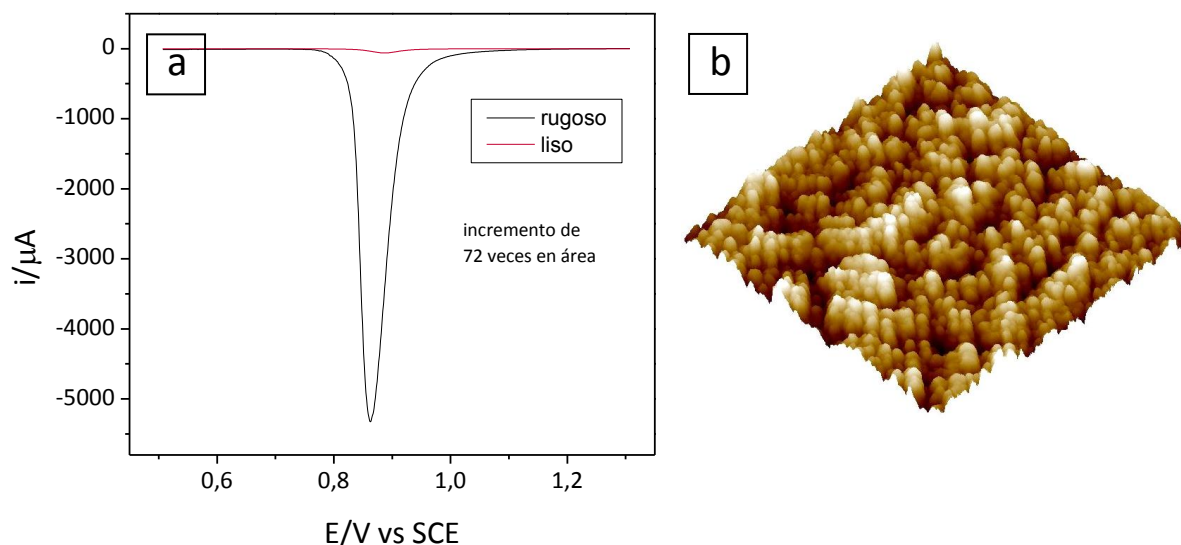 a
b
0
-1000
-2000
-3000
-4000
-5000
i/μA
rugoso
liso
incremento de
72 veces en área
0,6
0,8
1,0
1,2
E/V vs SCE